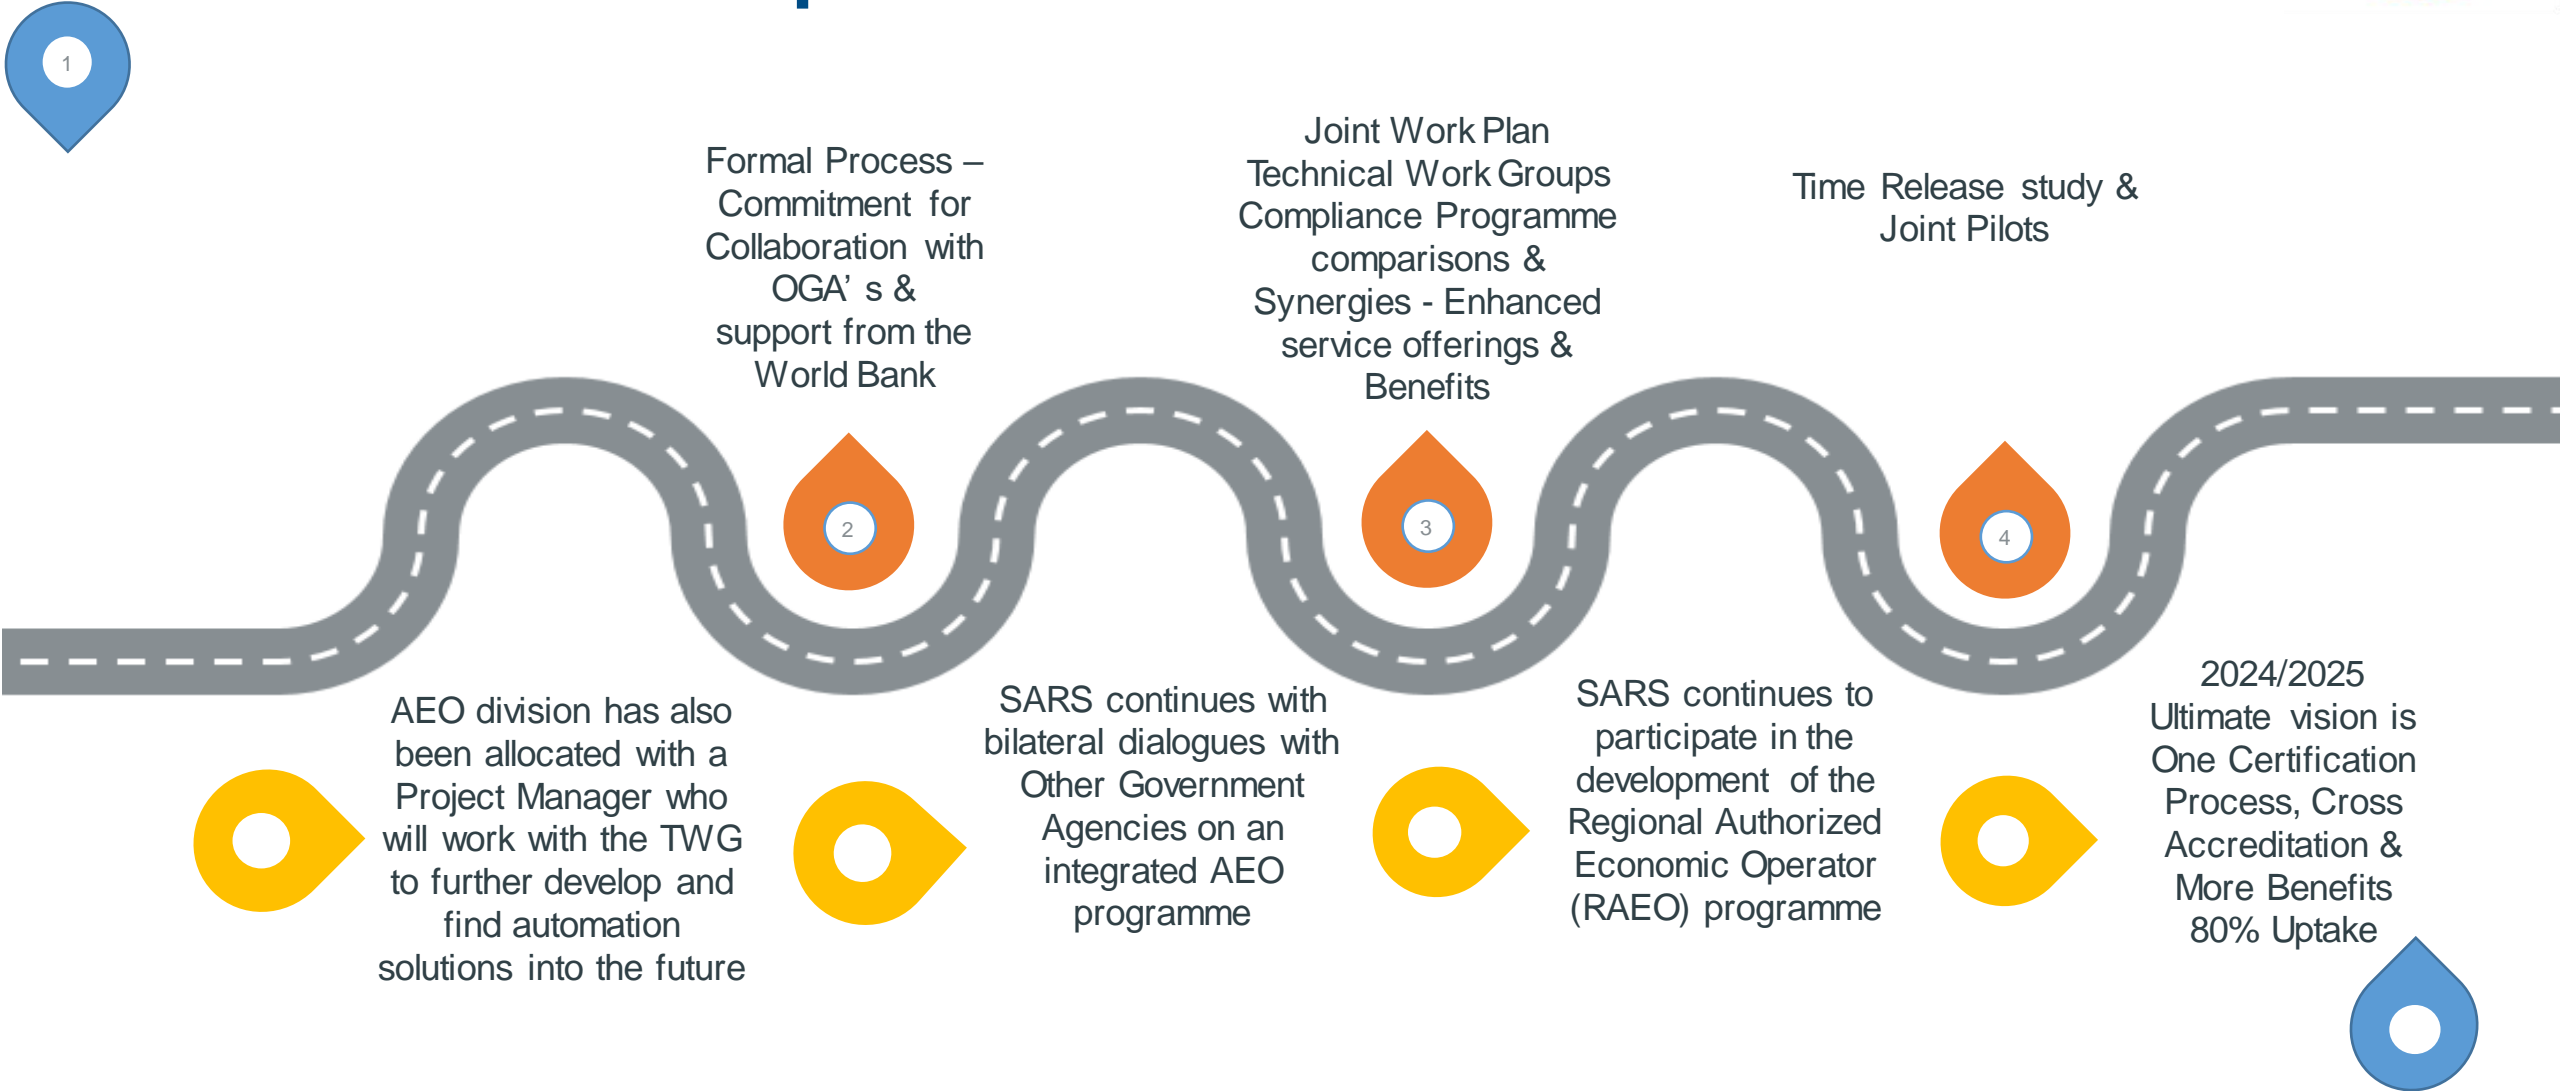 1
Formal Process –
Commitment for
Collaboration with
OGA’ s &
support from the
World Bank
2
Joint Work Plan
Technical Work Groups
Compliance Programme
comparisons &
Synergies - Enhanced
service offerings &
Benefits
3
Time Release study &
Joint Pilots
4
AEO division has also
been allocated with a
Project Manager who
will work with the TWG
to further develop and
find automation
solutions into the future
SARS continues with
bilateral dialogues with
Other Government
Agencies on an
integrated AEO
programme
SARS continues to
participate in the
development of the
Regional Authorized
Economic Operator
(RAEO) programme
2024/2025
Ultimate vision is
One Certification
Process, Cross
Accreditation &
More Benefits
80% Uptake